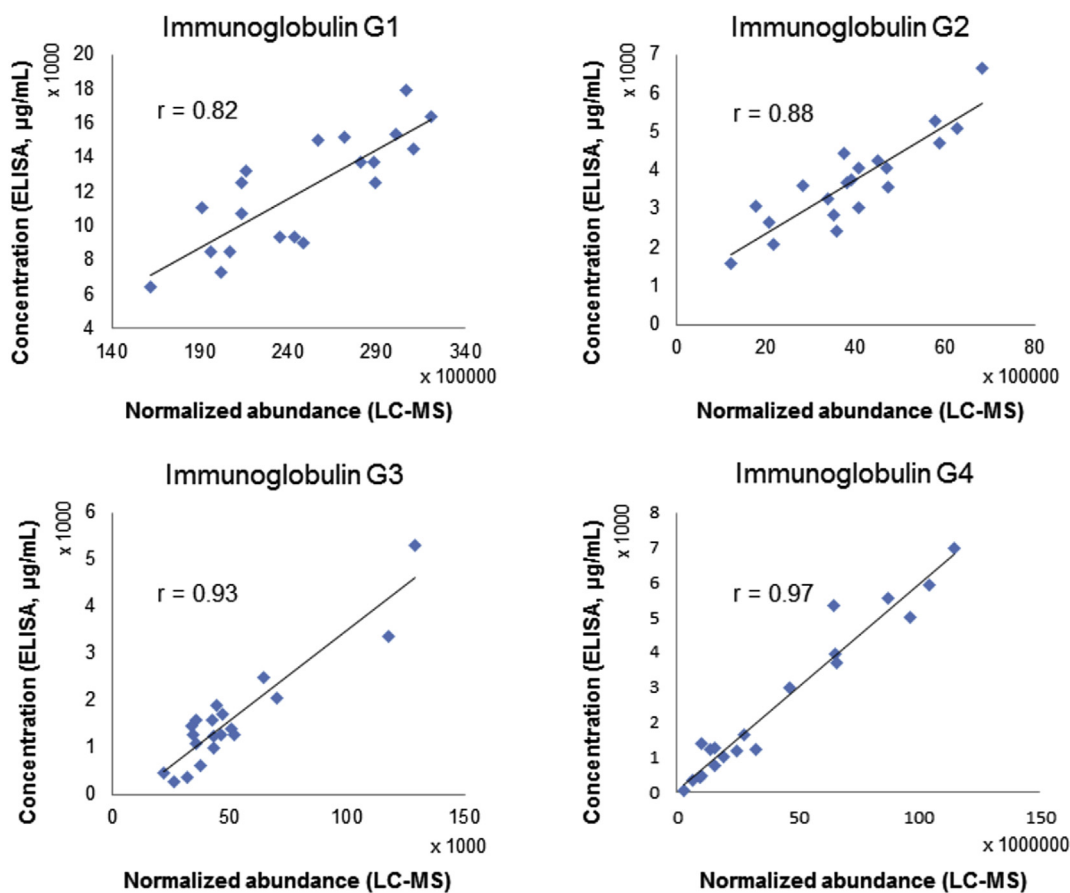 Immunoglobulin G1
Concentration (ELISA, µg/mL)
x 1000
20
18
16
14
12
10
8
6
4
r = 0.82
140
190
240
290
340
x 100000
Normalized abundance (LC-MS)
Immunoglobulin G2
Concentration (ELISA, µg/mL)
x 1000
7
6
5
4
3
2
1
0
r = 0.88
0
20
40
60
80
x 100000
Normalized abundance (LC-MS)
Immunoglobulin G3
Concentration (ELISA, µg/mL)
x 1000
6
5
4
3
2
1
0
r = 0.93
0
50
100
150
x 1000
Normalized abundance (LC-MS)
Immunoglobulin G4
Concentration (ELISA, µg/mL)
x 1000
8
7
6
5
4
3
2
1
0
r = 0.97
0
50
100
150
x 1000000
Normalized abundance (LC-MS)